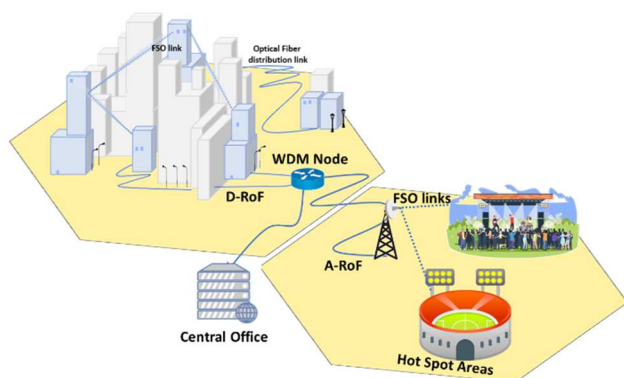 FSO link
Optical Fiber
distribution link
WDM Node
D-RoF
FSO links
A-RoF
Central Office
Hot Spot Areas